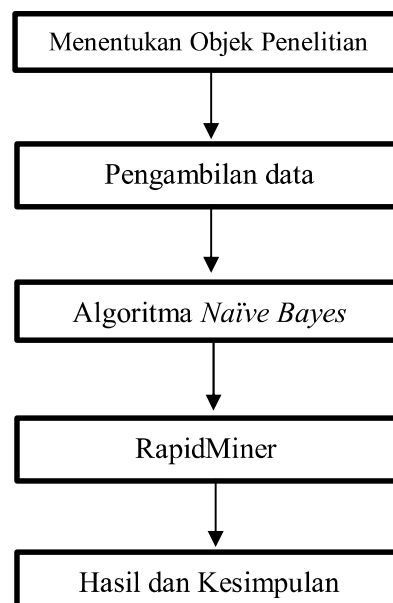 Menentukan Objek Penelitian
Pengambilan data
Algoritma Naïve Bayes
RapidMiner
Hasil dan Kesimpulan